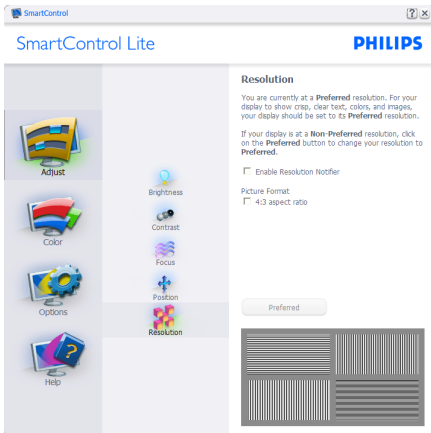 SmartControl
SmartControl Lite
PHILIPS
Adjust
Color
Options
Help
Brightness
Contrast
Focus
Position
Resolution
Resolution
You are currently at a Preferred resolution. For your
display to show crisp, clear text, colors, and images,
your display should be set to its Preferred resolution.
If your display is at a Non-Preferred resolution, click
on the Preferred button to change your resolution to
Preferred.
Enable Resolution Notifier
Picture Format
4:3 aspect ratio
Preferred